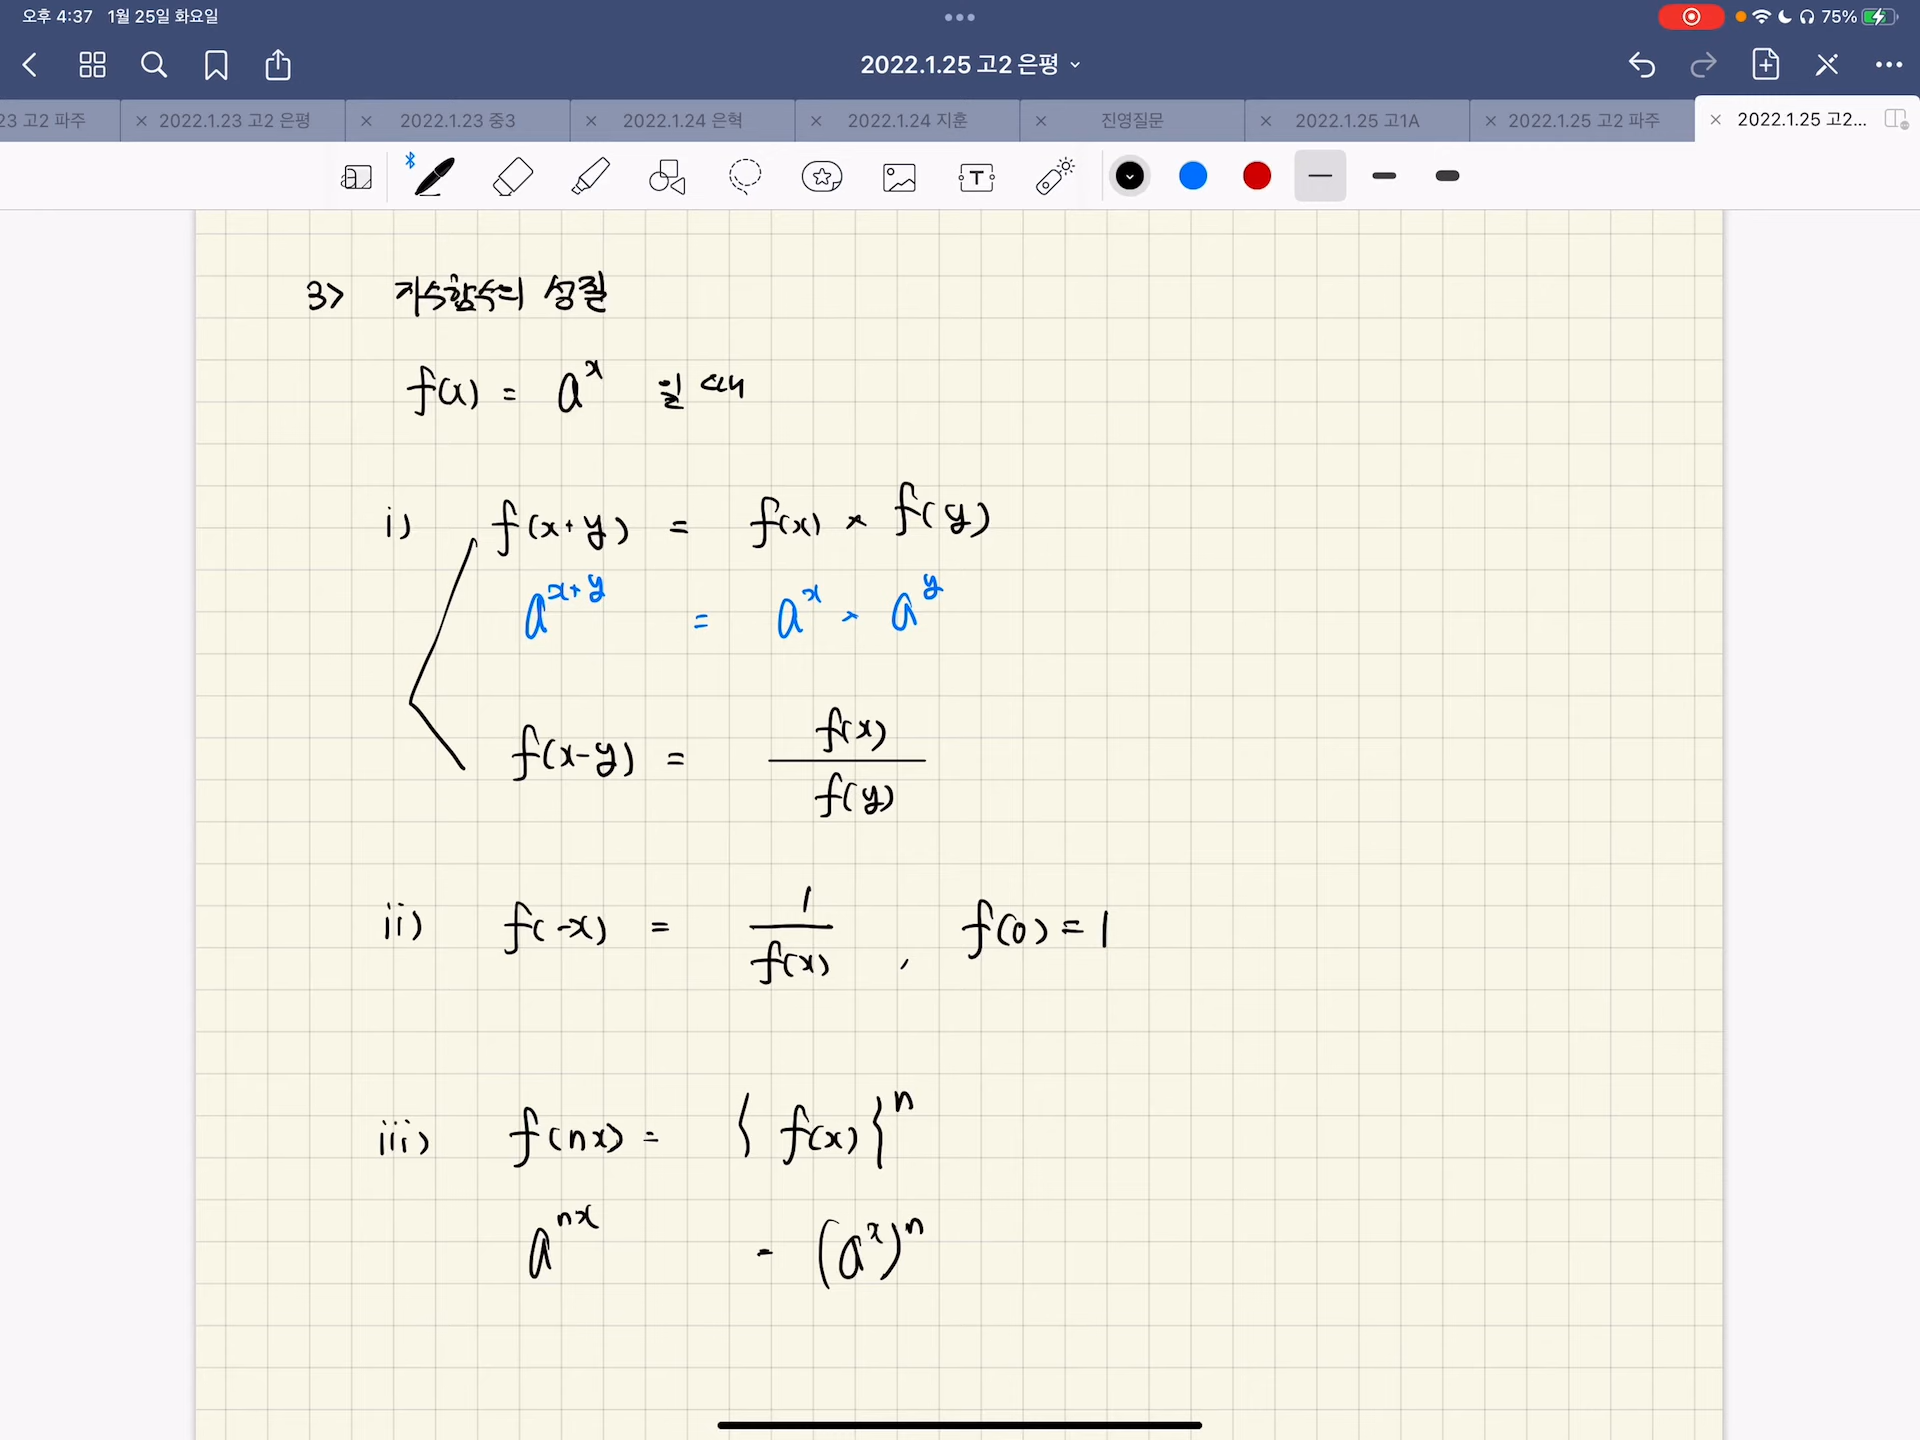 오후 4:37 1월 25일 화요일
75%
2022.1.25 고2 은평
23 고2 파주
2022.1.23 고2 은평
2022.1.23 중3
2022.1.24 은혁
2022.1.24 지훈
진영질문
2022.1.25 고1A
2022.1.25 고2 파주
2022.1.25 고2...
3> 지수함수의 성질
f(x) = a^x 일 때
i) f(x+y) = f(x) × f(y)
a^{x+y} = a^x × a^y
f(x-y) = f(x)/f(y)
ii) f(-x) = 1/f(x) , f(0) = 1
iii) f(nx) = {f(x)}^n
a^{nx} = (a^x)^n